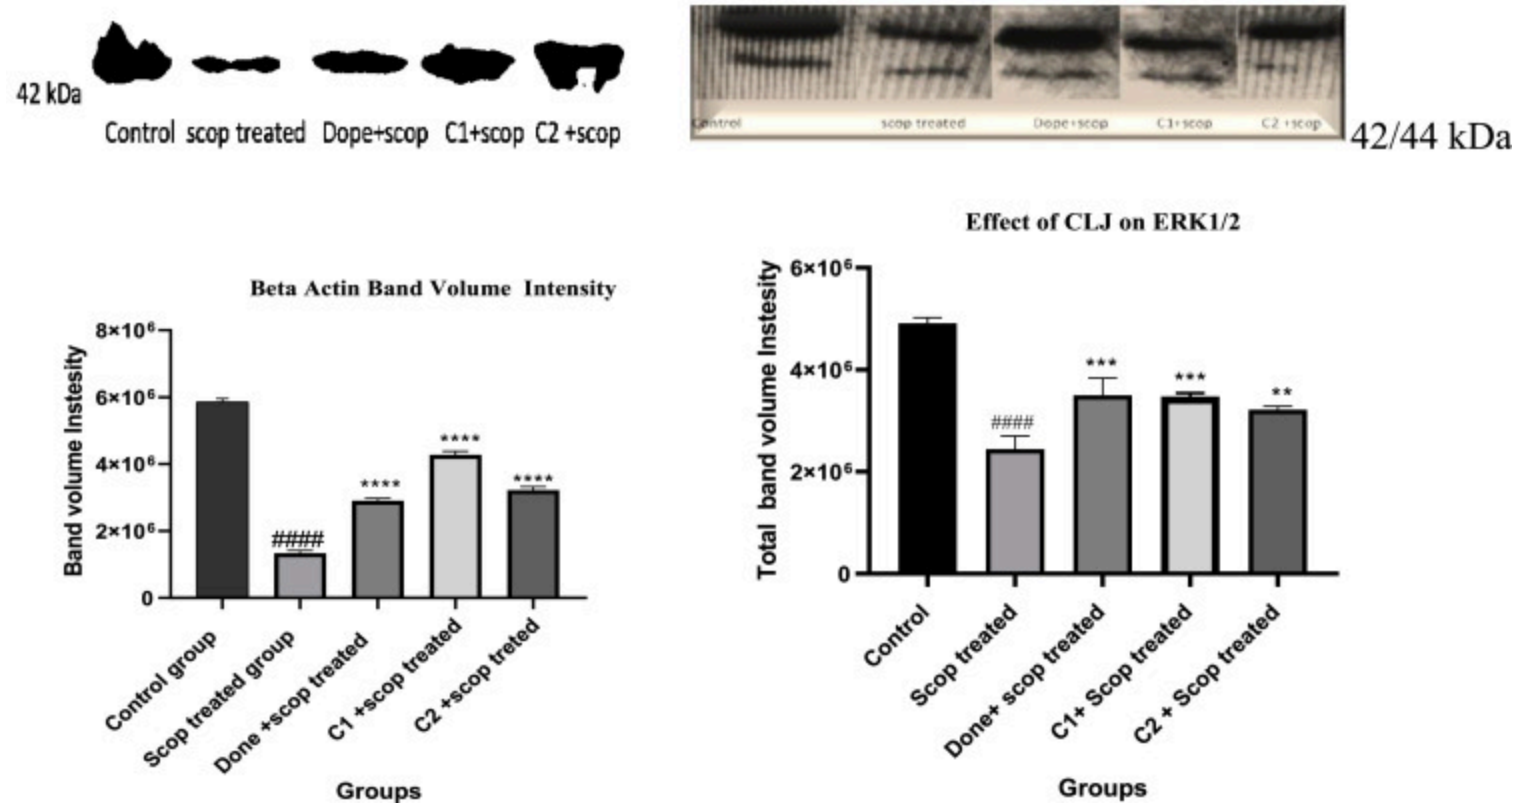 42 kDa
Control scop treated Dope+scop C1+scop C2 +scop
Control scop treated Dope+scop C1+scop C2 +scop
42/44 kDa
Beta Actin Band Volume Intensity
Band volume Instesity
8×10⁶
6×10⁶
4×10⁶
2×10⁶
0
####
****
****
****
Control group
Scop treated group
Done +scop treated
C1 +scop treated
C2 +scop treted
Groups
Effect of CLJ on ERK1/2
Total band volume Instesity
6×10⁶
4×10⁶
2×10⁶
0
####
***
***
**
Control
Scop treated
Done+ scop treated
C1+ Scop treated
C2 + Scop treated
Groups